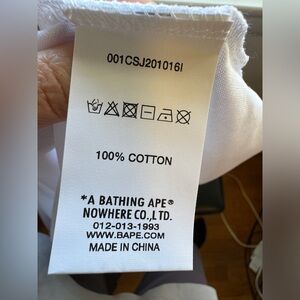 001CSJ201016I
100% COTTON
*A BATHING APE®
NOWHERE CO.,LTD.
012-013-1993
WWW.BAPE.COM
MADE IN CHINA